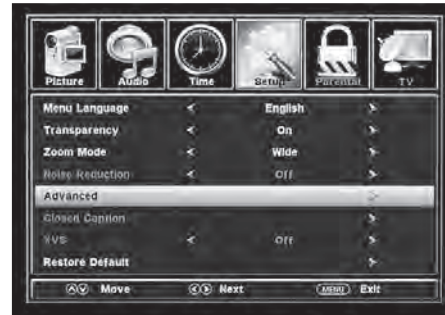 Picture Audio Time Setup Parental TV
Menu Language English
Transparency On
Zoom Mode Wide
Noise Reduction Off
Advanced
Closed Caption
XVS Off
Restore Default
Move Next MENU Exit